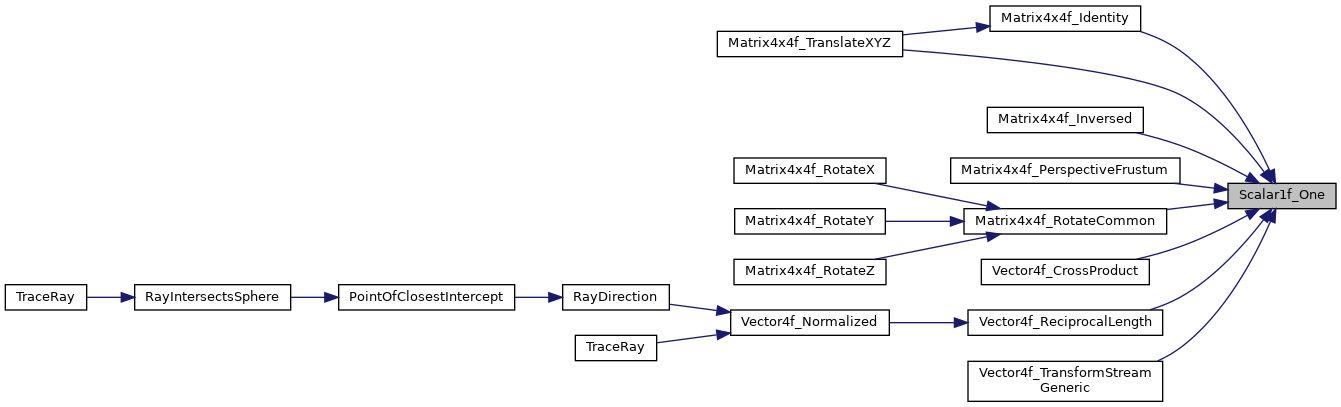 Matrix4x4f_Identity
Matrix4x4f_TranslateXYZ
Matrix4x4f_Inversed
Matrix4x4f_RotateX
Matrix4x4f_PerspectiveFrustum
Scalar1f_One
Matrix4x4f_RotateY
Matrix4x4f_RotateCommon
Matrix4x4f_RotateZ
Vector4f_CrossProduct
TraceRay
RayIntersectsSphere
PointOfClosestIntercept
RayDirection
Vector4f_Normalized
Vector4f_ReciprocalLength
TraceRay
Vector4f_TransformStream
Generic